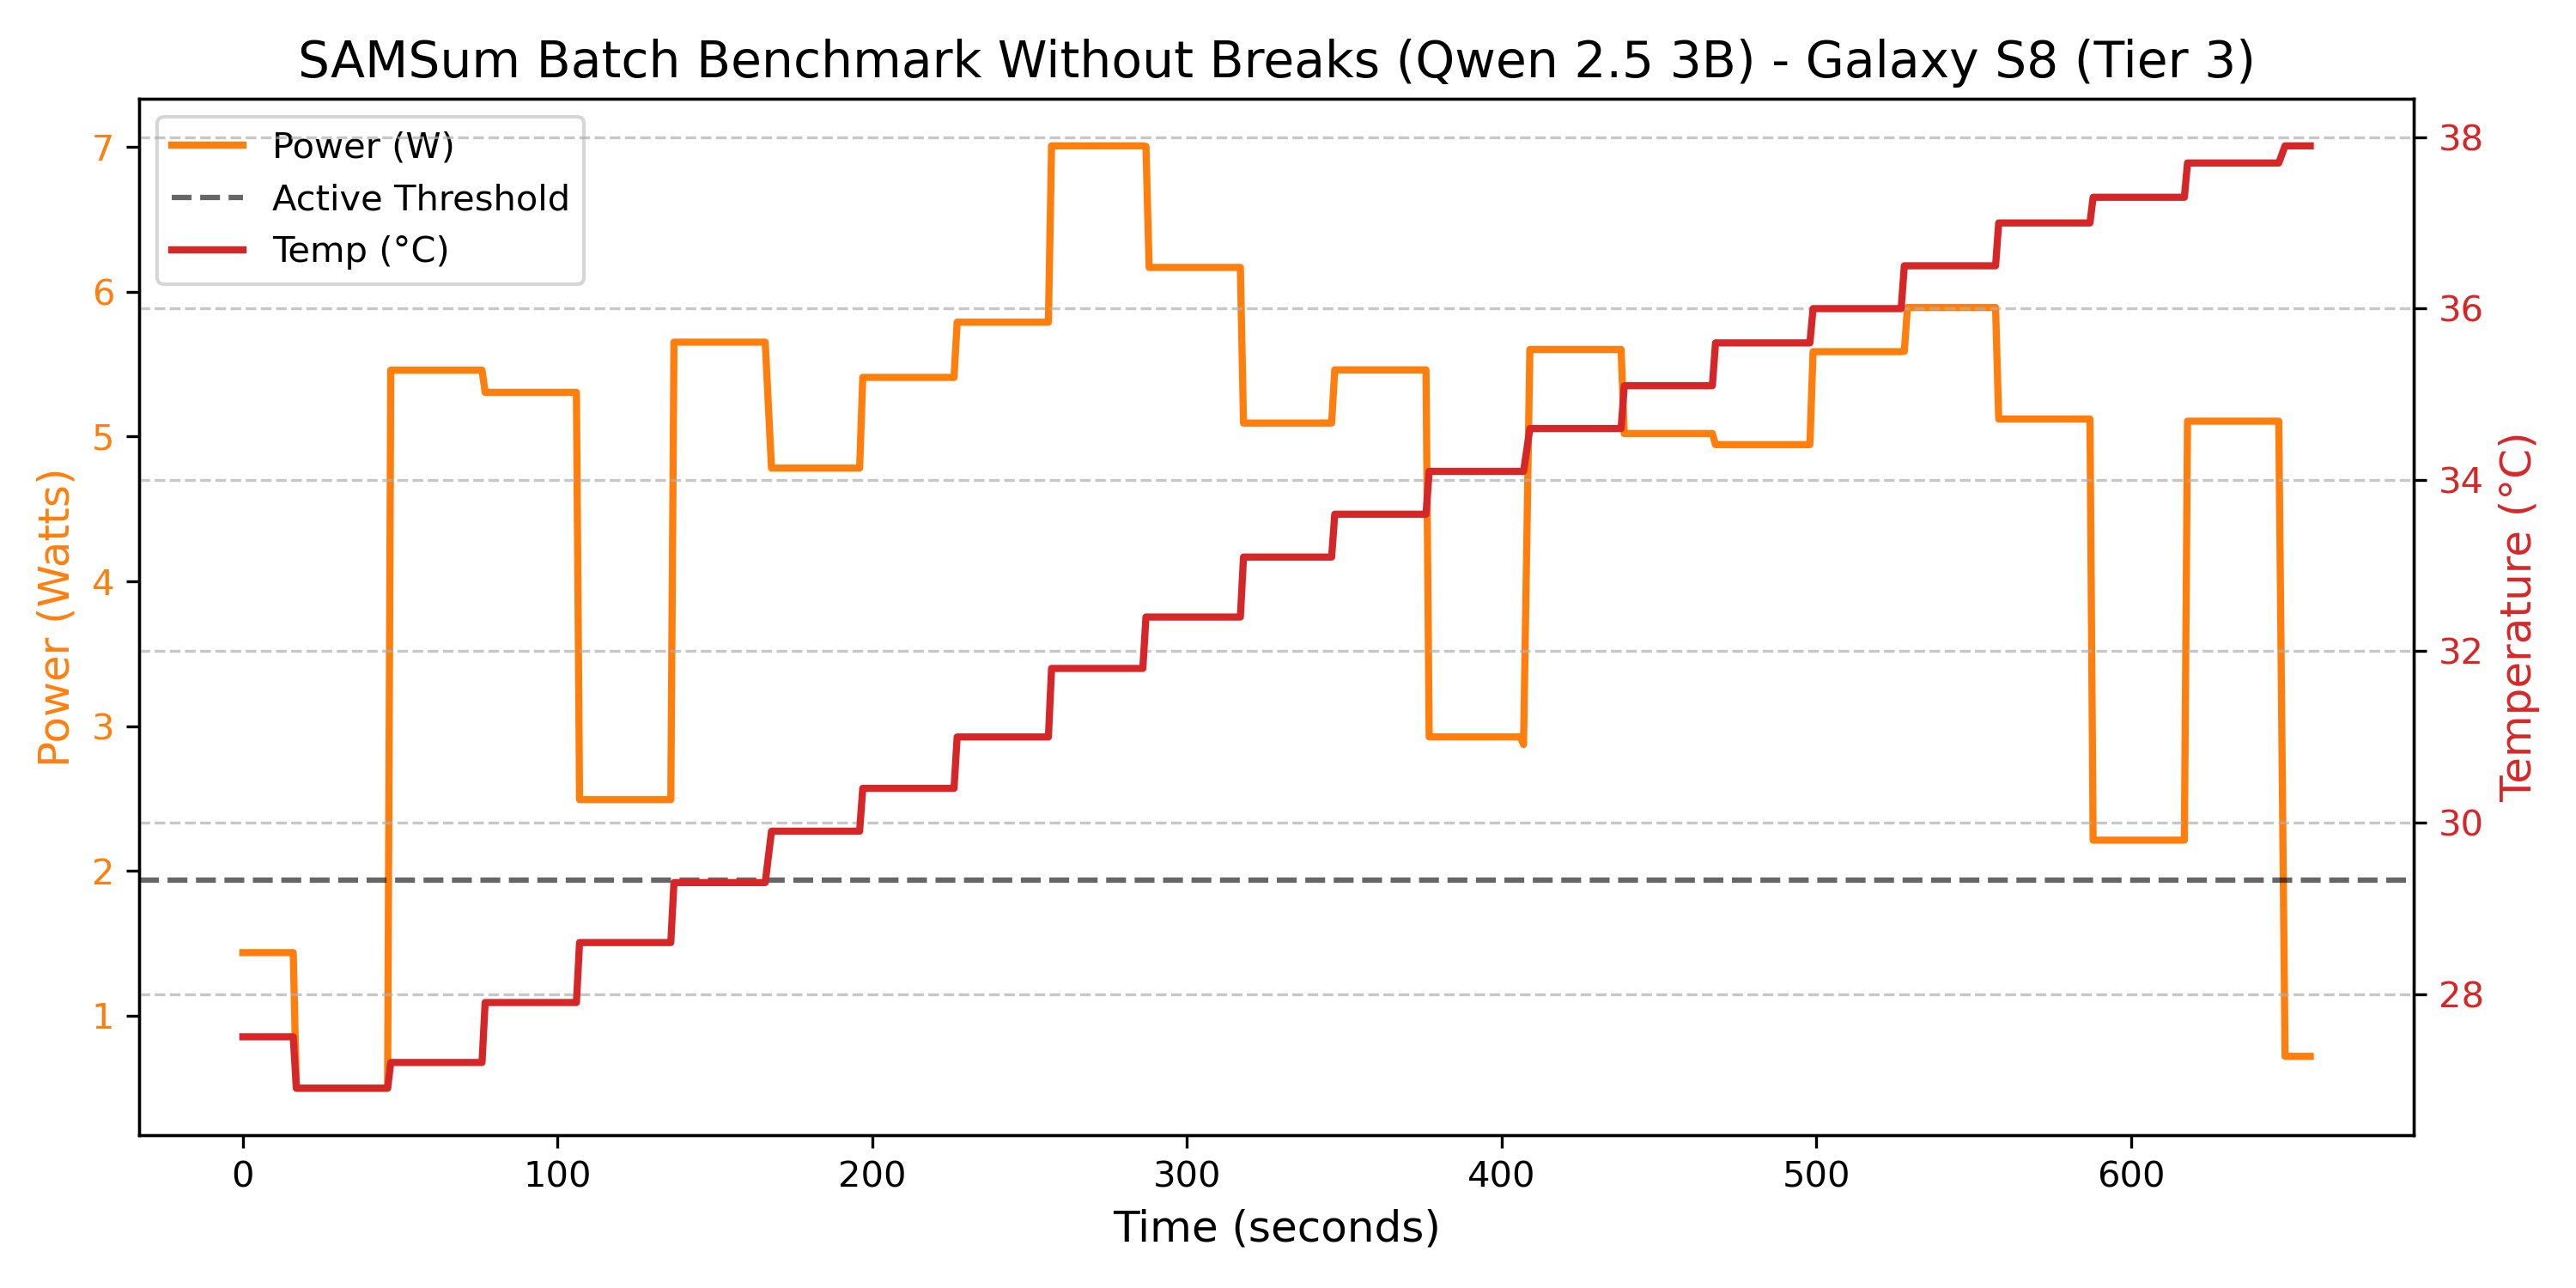 SAMSum Batch Benchmark Without Breaks (Qwen 2.5 3B) - Galaxy S8 (Tier 3)
Power (W)
Active Threshold
Temp (°C)
7
6
5
4
3
2
1
Power (Watts)
38
36
34
32
30
28
Temperature (°C)
0 100 200 300 400 500 600
Time (seconds)